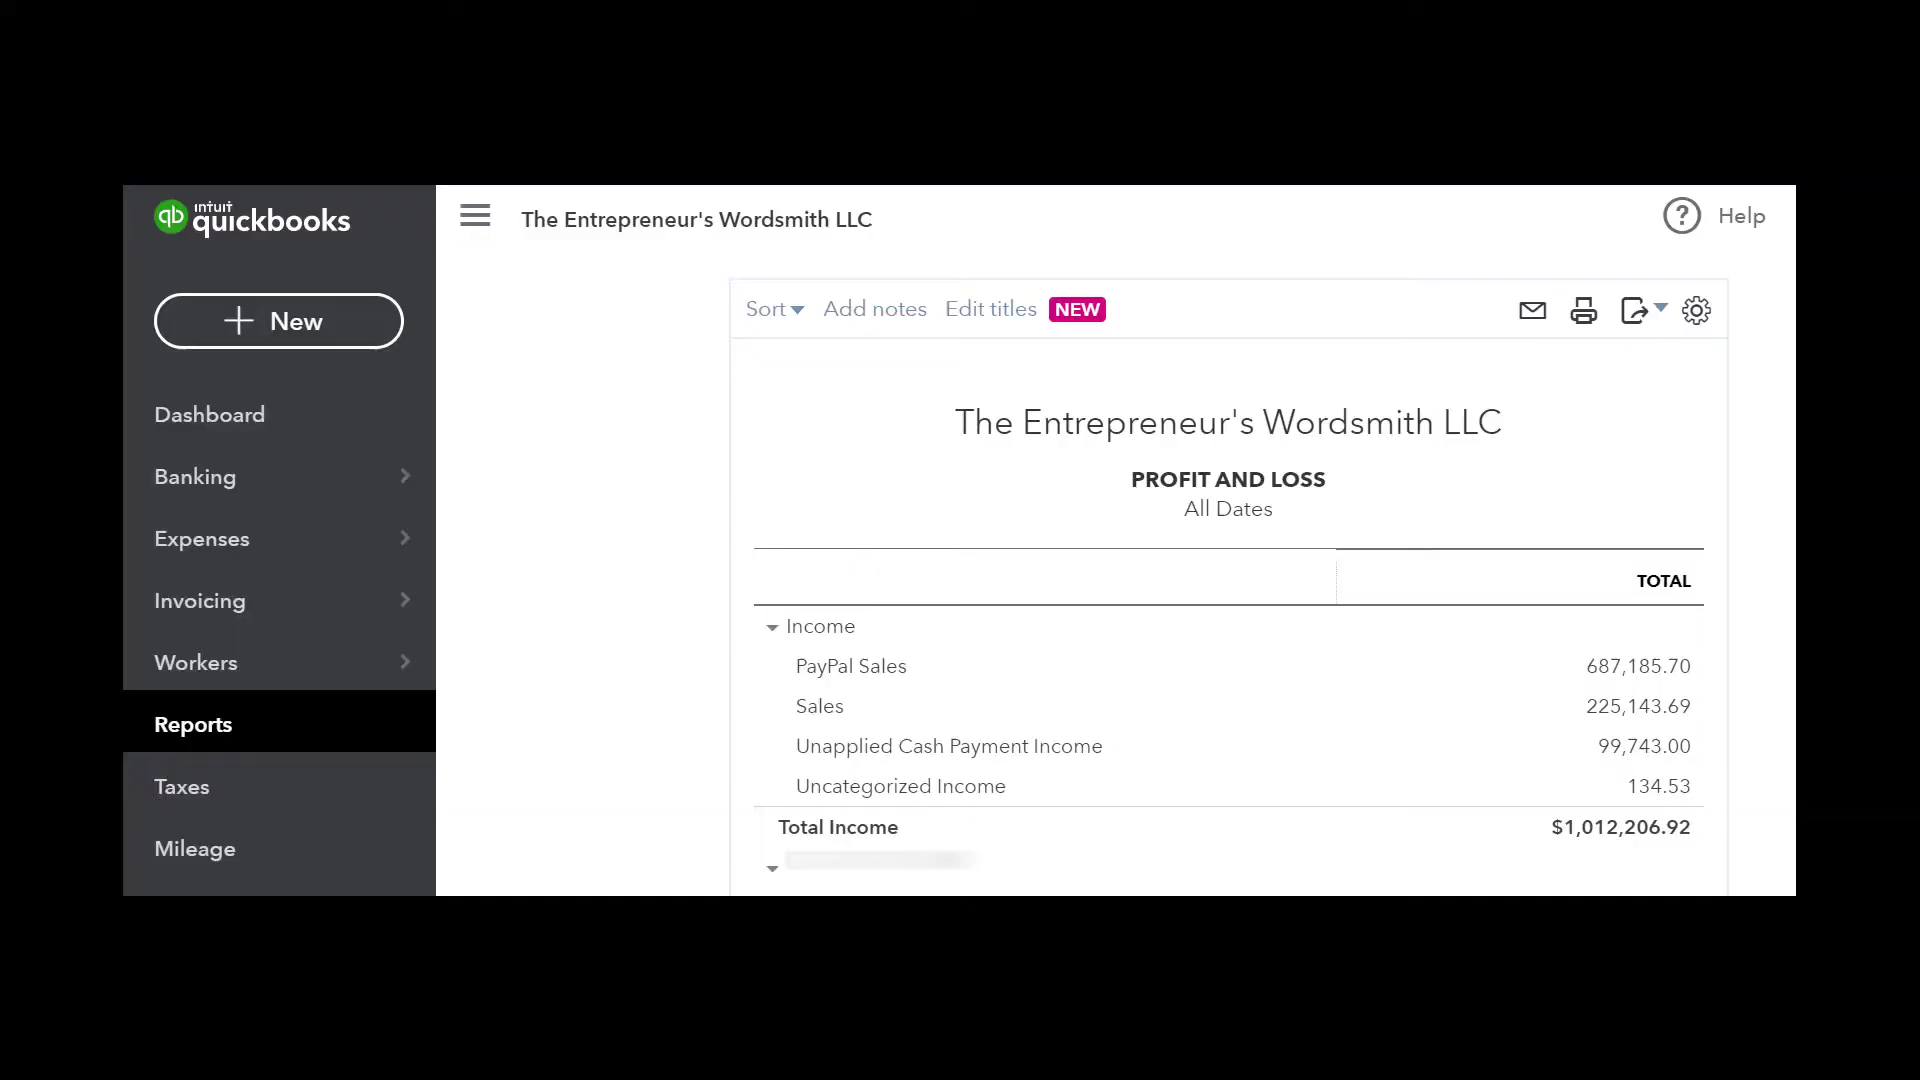 intuit
quickbooks
The Entrepreneur's Wordsmith LLC
Help
New
Dashboard
Banking
Expenses
Invoicing
Workers
Reports
Taxes
Mileage
Sort Add notes Edit titles NEW
The Entrepreneur's Wordsmith LLC
PROFIT AND LOSS
All Dates
TOTAL
Income
PayPal Sales 687,185.70
Sales 225,143.69
Unapplied Cash Payment Income 99,743.00
Uncategorized Income 134.53
Total Income $1,012,206.92